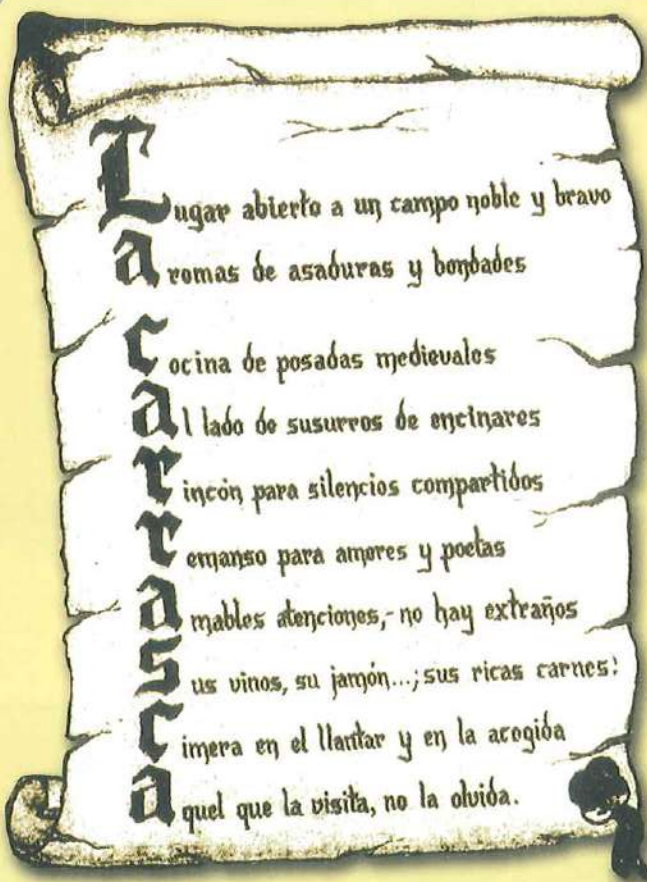 Lugar abierto a un campo noble y bravo
aromas de asaduras y bondades
cocina de posadas medievales
al lado de susurros de encinares
rincón para silencios compartidos
remanso para amores y poetas
amables atenciones,- no hay extraños
sus vinos, su jamón...¡sus ricas carnes!
cimera en el llantar y en la acogida
aquel que la visita, no la olvida.